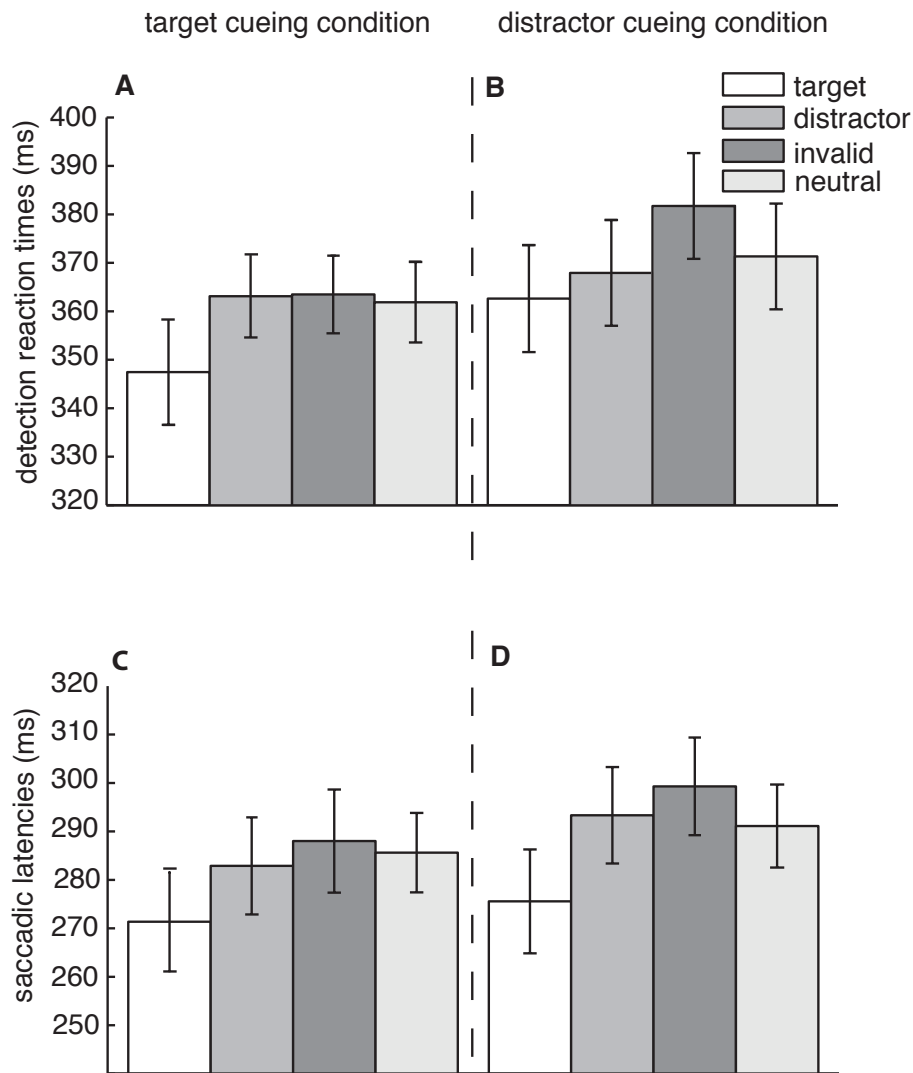 target cueing condition
distractor cueing condition
A
B
target
distractor
invalid
neutral
detection reaction times (ms)
400
390
380
370
360
350
340
330
320
C
D
saccadic latencies (ms)
320
310
300
290
280
270
260
250